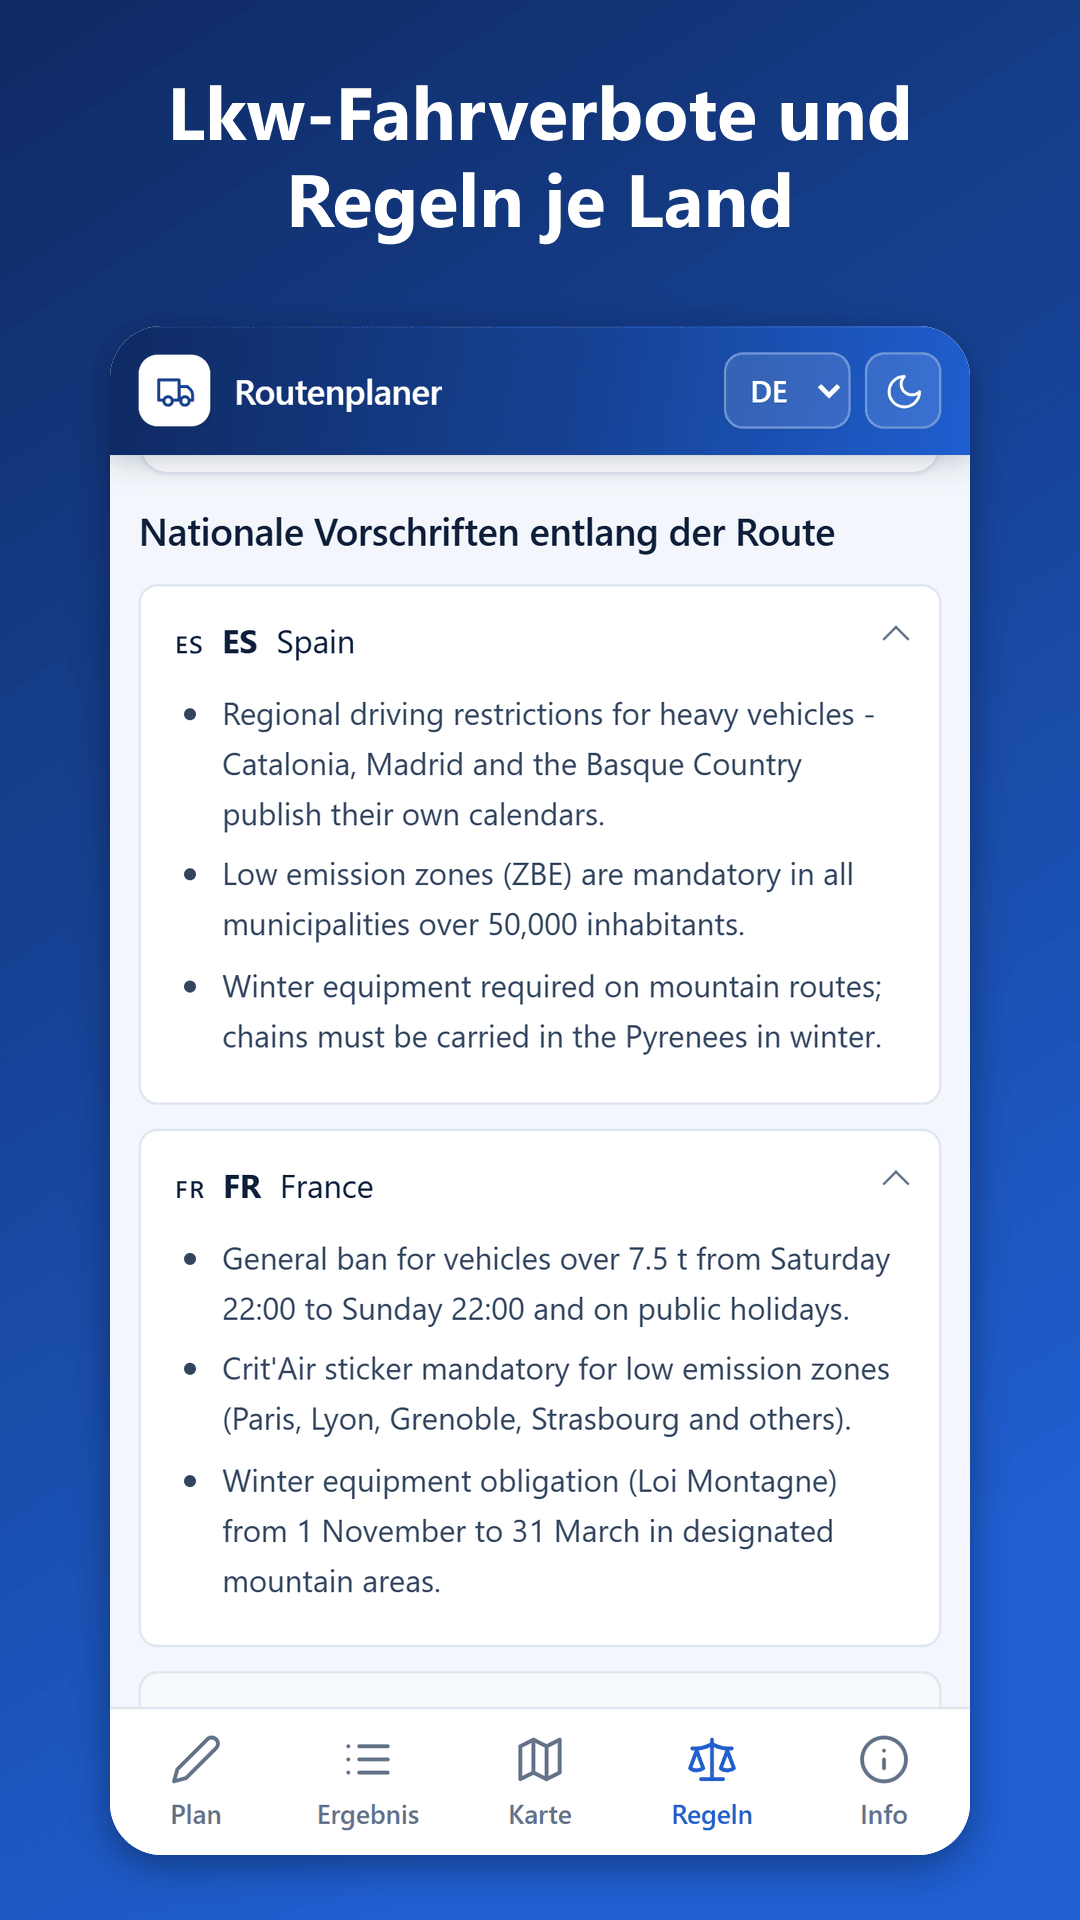 Lkw-Fahrverbote und
Regeln je Land
Routenplaner
DE
Nationale Vorschriften entlang der Route
ES ES Spain
Regional driving restrictions for heavy vehicles -
Catalonia, Madrid and the Basque Country
publish their own calendars.
Low emission zones (ZBE) are mandatory in all
municipalities over 50,000 inhabitants.
Winter equipment required on mountain routes;
chains must be carried in the Pyrenees in winter.
FR FR France
General ban for vehicles over 7.5 t from Saturday
22:00 to Sunday 22:00 and on public holidays.
Crit'Air sticker mandatory for low emission zones
(Paris, Lyon, Grenoble, Strasbourg and others).
Winter equipment obligation (Loi Montagne)
from 1 November to 31 March in designated
mountain areas.
Plan Ergebnis Karte Regeln Info